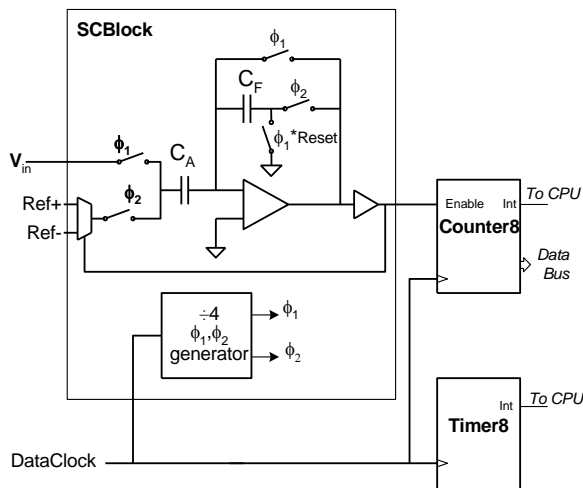 SCBlock
ϕ1
CF
ϕ2
ϕ1*Reset
ϕ1
Vin
CA
ϕ2
Ref+
Ref-
Enable
Int
To CPU
Counter8
Data
Bus
÷4
ϕ1,ϕ2
generator
ϕ1
ϕ2
Int
To CPU
Timer8
DataClock